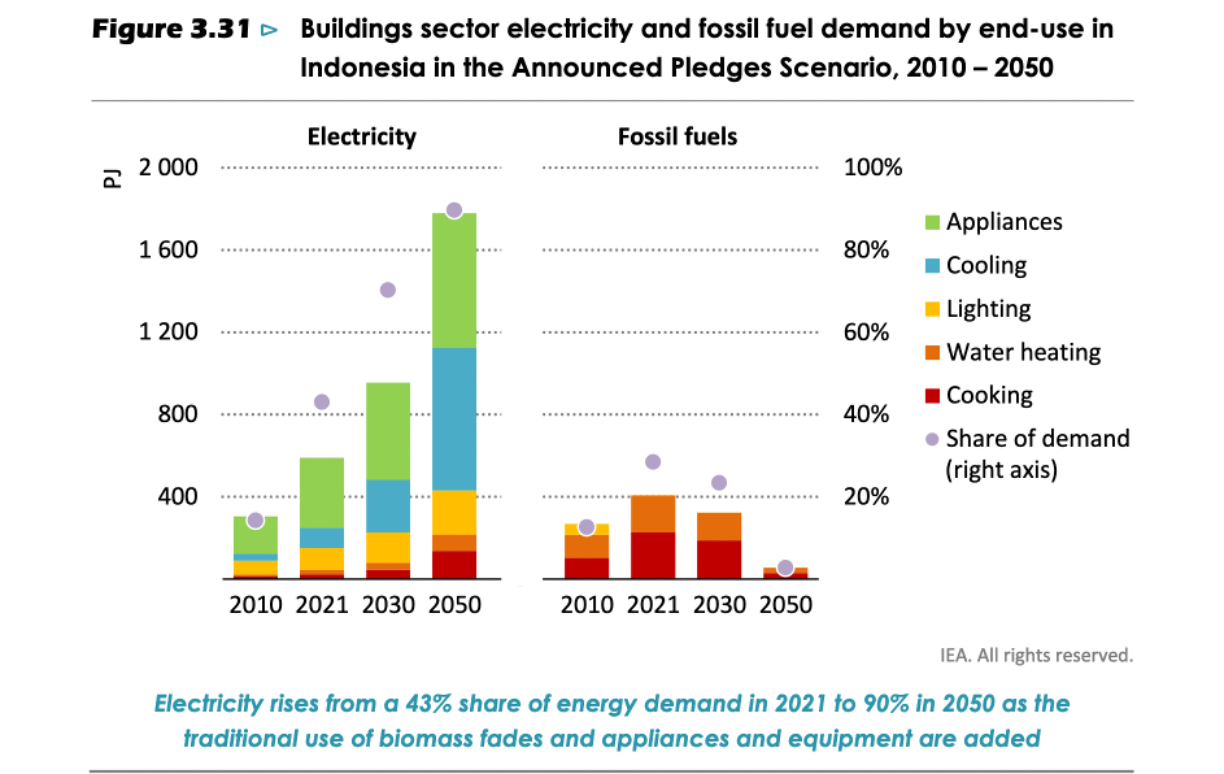 Figure 3.31 ▷ Buildings sector electricity and fossil fuel demand by end-use in
Indonesia in the Announced Pledges Scenario, 2010 – 2050
Electricity
Fossil fuels
PJ
2 000
1 600
1 200
800
400
100%
80%
60%
40%
20%
2010 2021 2030 2050
2010 2021 2030 2050
Appliances
Cooling
Lighting
Water heating
Cooking
Share of demand
(right axis)
IEA. All rights reserved.
Electricity rises from a 43% share of energy demand in 2021 to 90% in 2050 as the
traditional use of biomass fades and appliances and equipment are added